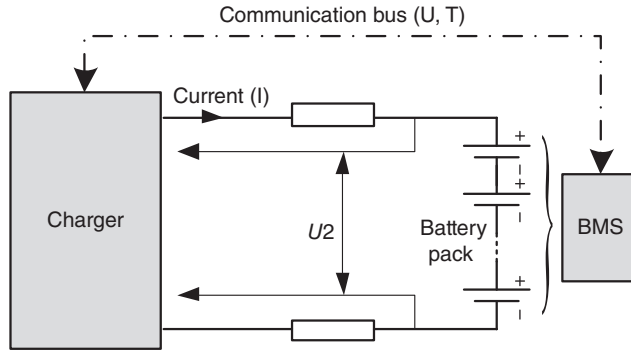 Communication bus (U, T)
Current (I)
Charger
U2
Battery
pack
BMS
+
–
+
–
+
–